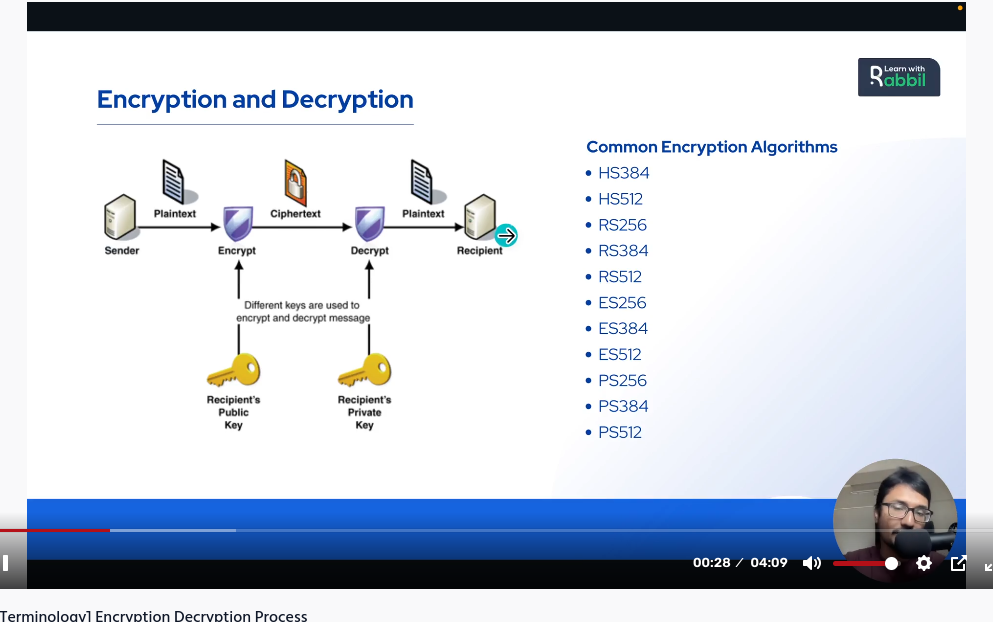 Learn with
Rabbil
Encryption and Decryption
Plaintext
Ciphertext
Plaintext
Sender
Encrypt
Decrypt
Recipient
Different keys are used to
encrypt and decrypt message
Recipient's
Public
Key
Recipient's
Private
Key
Common Encryption Algorithms
• HS384
• HS512
• RS256
• RS384
• RS512
• ES256
• ES384
• ES512
• PS256
• PS384
• PS512
00:28 / 04:09
Terminology] Encryption Decryption Process